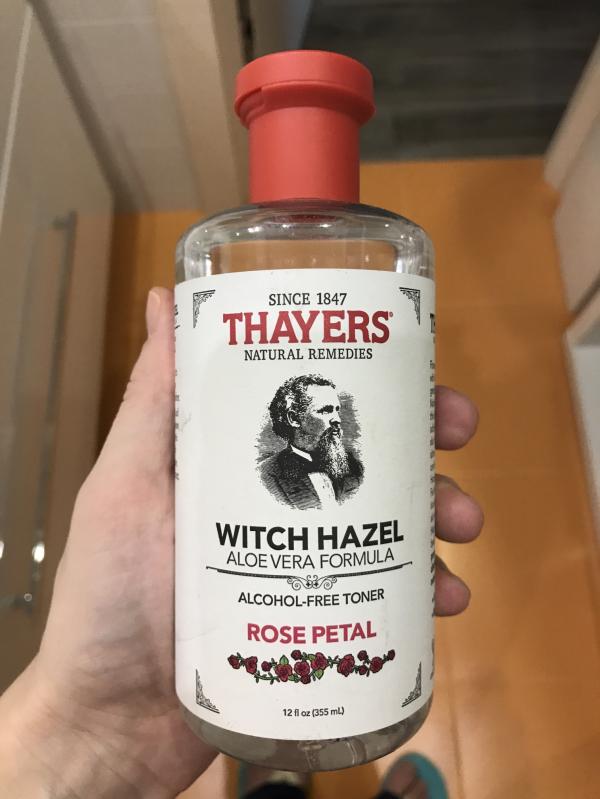 SINCE 1847
THAYERS®
NATURAL REMEDIES
WITCH HAZEL
ALOE VERA FORMULA
ALCOHOL-FREE TONER
ROSE PETAL
12 fl oz (355 mL)